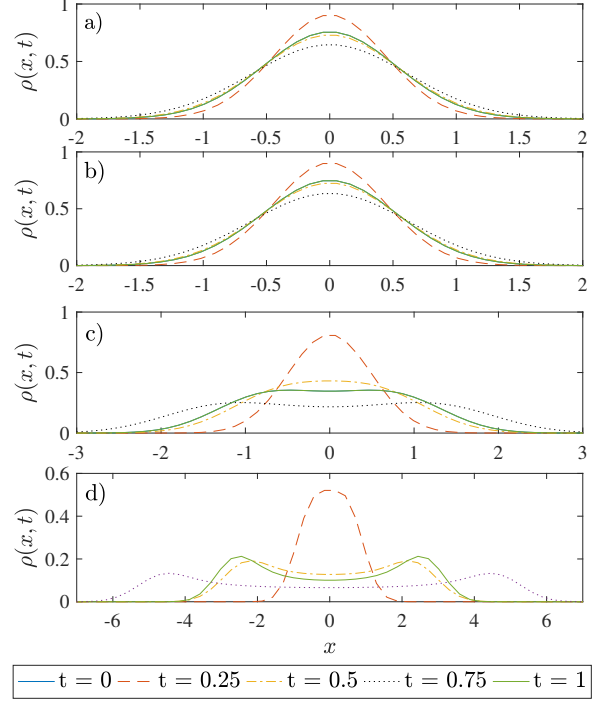 a)
ρ(x, t)
1
0.5
0
-2 -1.5 -1 -0.5 0 0.5 1 1.5 2
b)
ρ(x, t)
1
0.5
0
-2 -1.5 -1 -0.5 0 0.5 1 1.5 2
c)
ρ(x, t)
1
0.5
0
-3 -2 -1 0 1 2 3
d)
ρ(x, t)
0.6
0.4
0.2
0
-6 -4 -2 0 2 4 6
x
t = 0 t = 0.25 t = 0.5 t = 0.75 t = 1